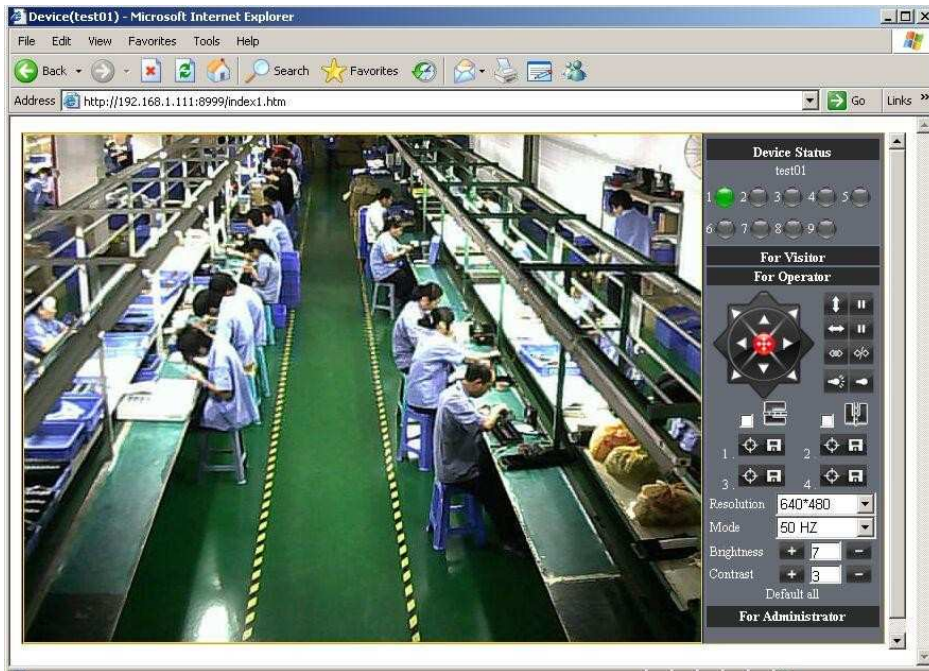 Device(test01) - Microsoft Internet Explorer
File Edit View Favorites Tools Help
Back Search Favorites
Address http://192.168.1.111:8999/index1.htm Go Links »
Device Status
test01
1 2 3 4 5
6 7 8 9
For Visitor
For Operator
1. 2.
3. 4.
Resolution 640*480
Mode 50 HZ
Brightness + 7 -
Contrast + 3 -
Default all
For Administrator